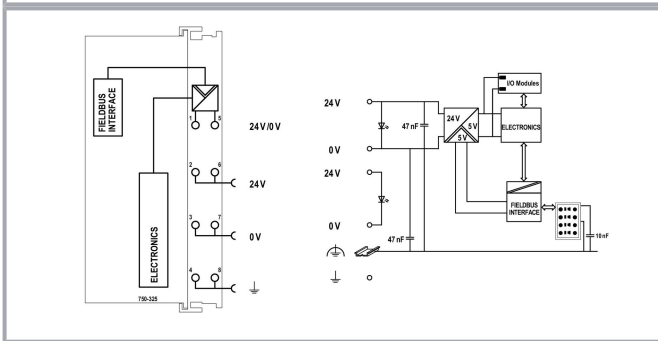 FIELDBUS
INTERFACE
ELECTRONICS
750-325
1
5
24 V / 0 V
2
6
24 V
3
7
0 V
4
8
24 V
0 V
24 V
0 V
47 nF
47 nF
24 V
5 V
5 V
I/O Modules
ELECTRONICS
FIELDBUS
INTERFACE
10 nF